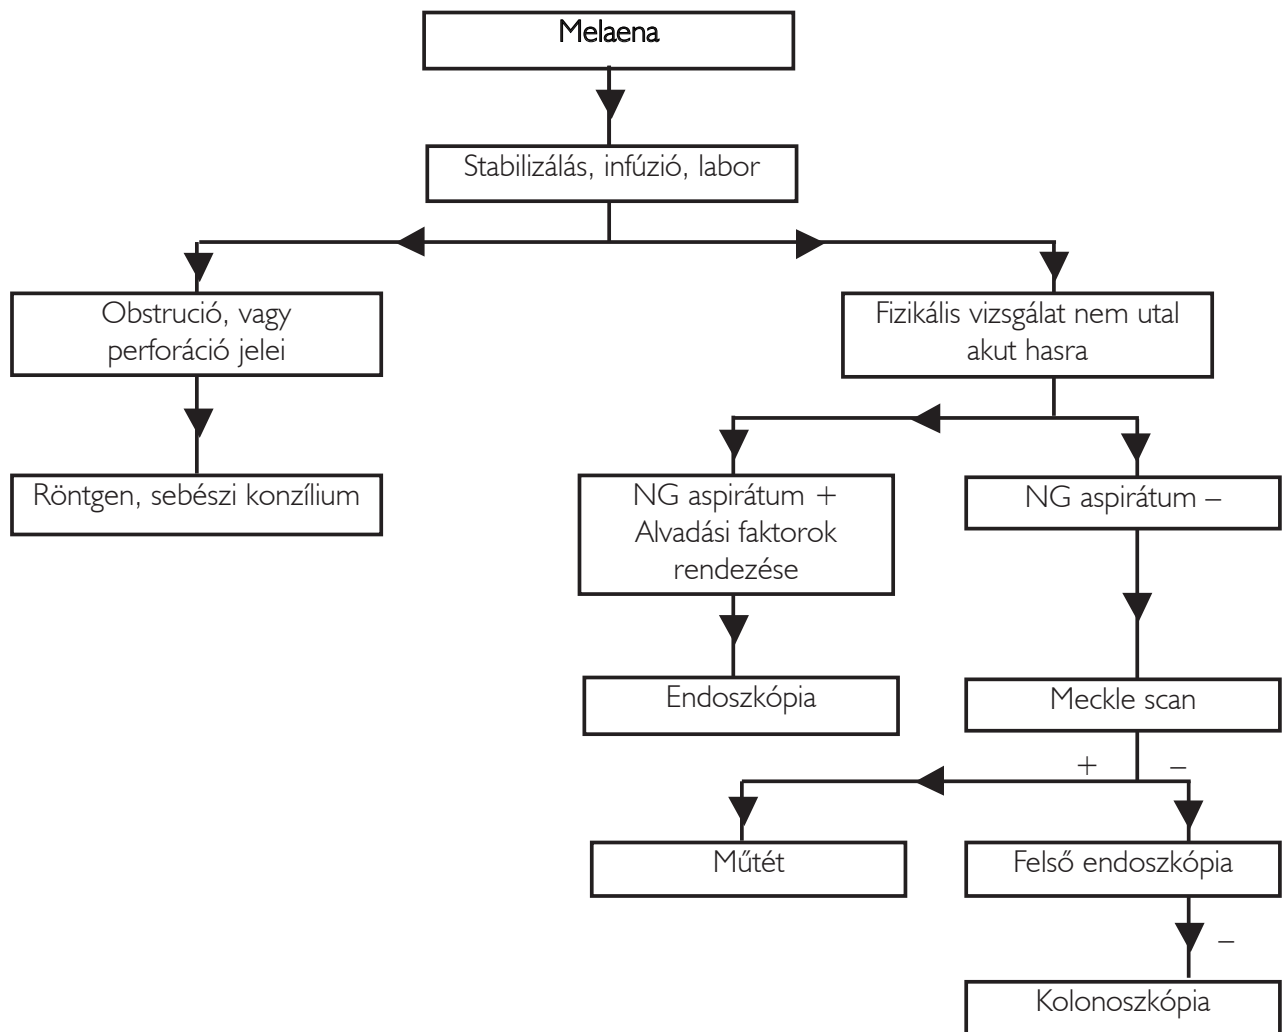 Melaena
Stabilizálás, infúzió, labor
Obstrució, vagy
perforáció jelei
Fizikális vizsgálat nem utal
akut hasra
Röntgen, sebészi konzílium
NG aspirátum +
Alvadási faktorok
rendezése
NG aspirátum –
Endoszkópia
Meckle scan
+ –
Műtét
Felső endoszkópia
–
Kolonoszkópia